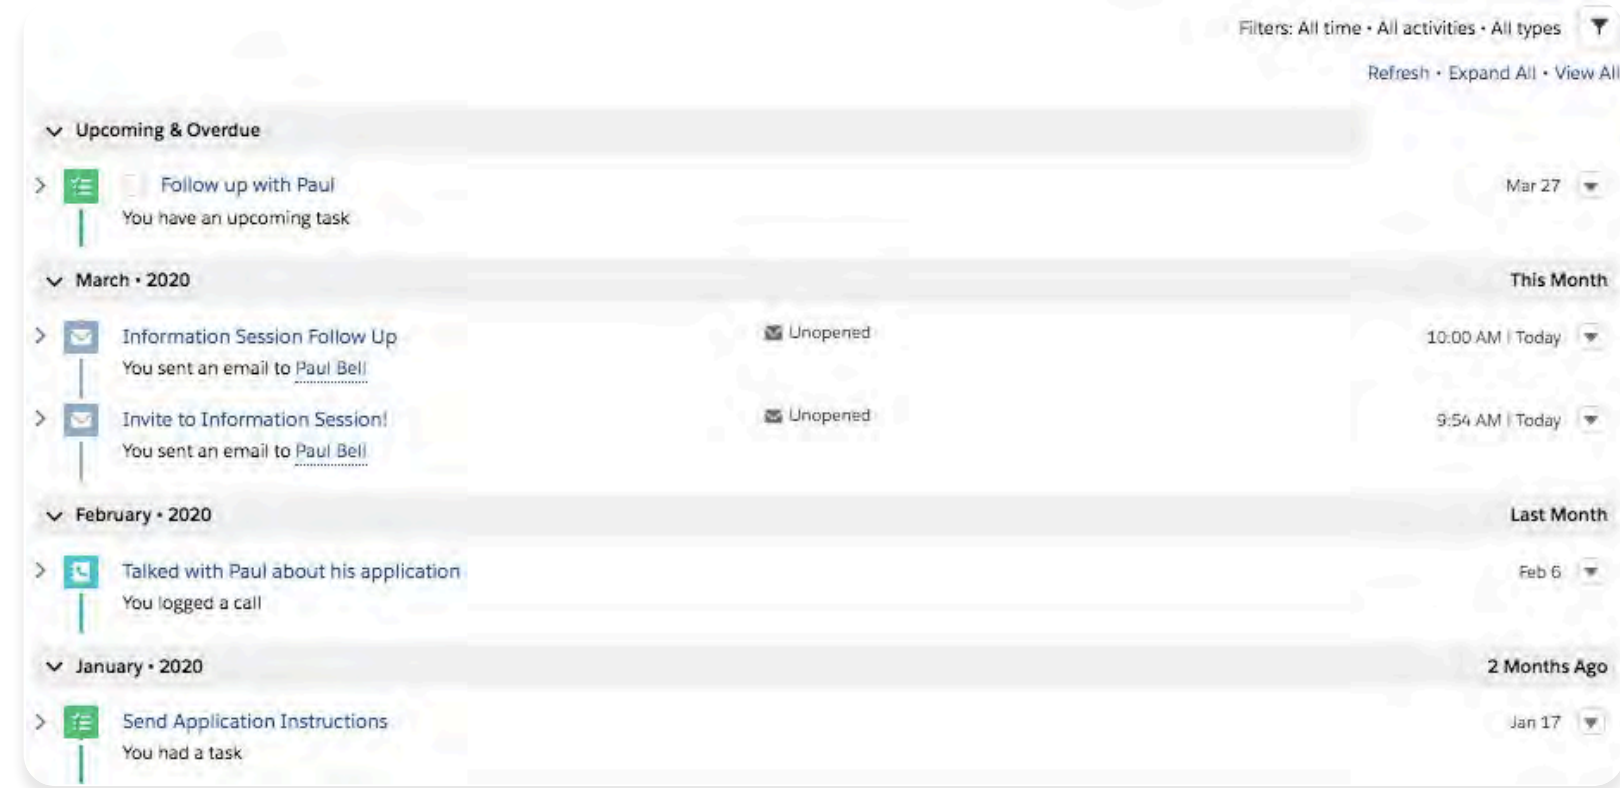 Filters: All time • All activities • All types
Refresh • Expand All • View All
Upcoming & Overdue
Follow up with Paul Mar 27
You have an upcoming task
March • 2020 This Month
Information Session Follow Up Unopened 10:00 AM | Today
You sent an email to Paul Bell
Invite to Information Session! Unopened 9:54 AM | Today
You sent an email to Paul Bell
February • 2020 Last Month
Talked with Paul about his application Feb 6
You logged a call
January • 2020 2 Months Ago
Send Application Instructions Jan 17
You had a task